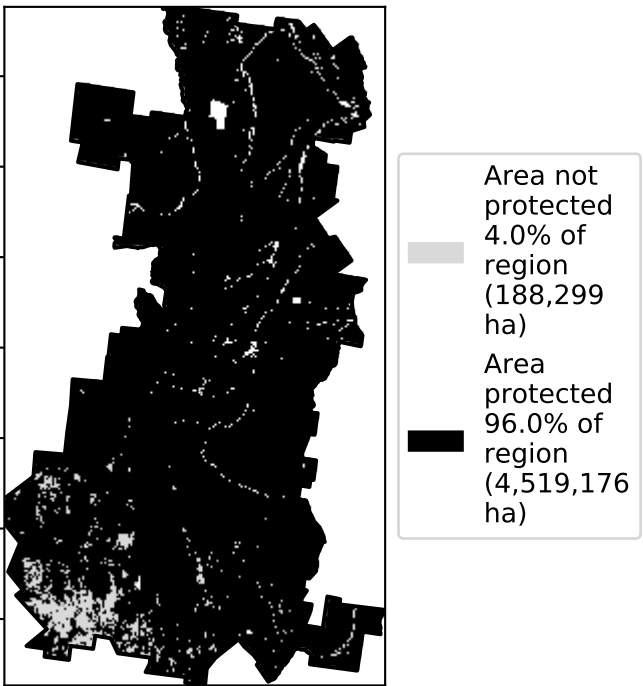 Area not
protected
4.0% of
region
(188,299
ha)
Area
protected
96.0% of
region
(4,519,176
ha)